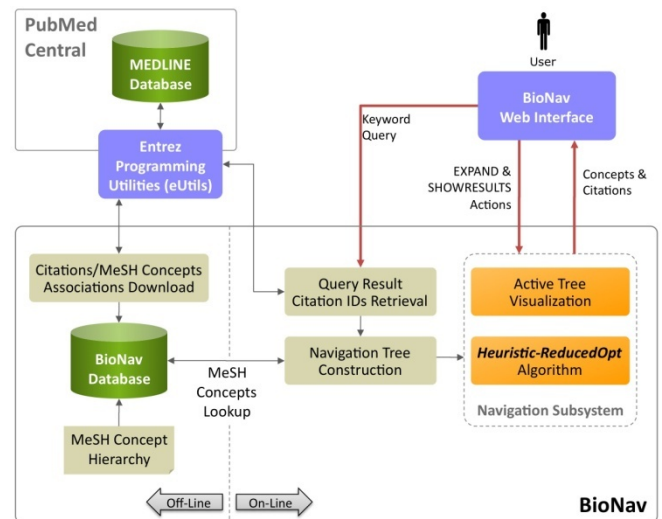 PubMed
Central
MEDLINE
Database
Entrez
Programming
Utilities (eUtils)
User
BioNav
Web Interface
Keyword
Query
EXPAND &
SHOWRESULTS
Actions
Concepts &
Citations
Citations/MeSH Concepts
Associations Download
Query Result
Citation IDs Retrieval
Active Tree
Visualization
BioNav
Database
MeSH
Concepts
Lookup
Navigation Tree
Construction
Heuristic-ReducedOpt
Algorithm
Navigation Subsystem
MeSH Concept
Hierarchy
Off-Line
On-Line
BioNav